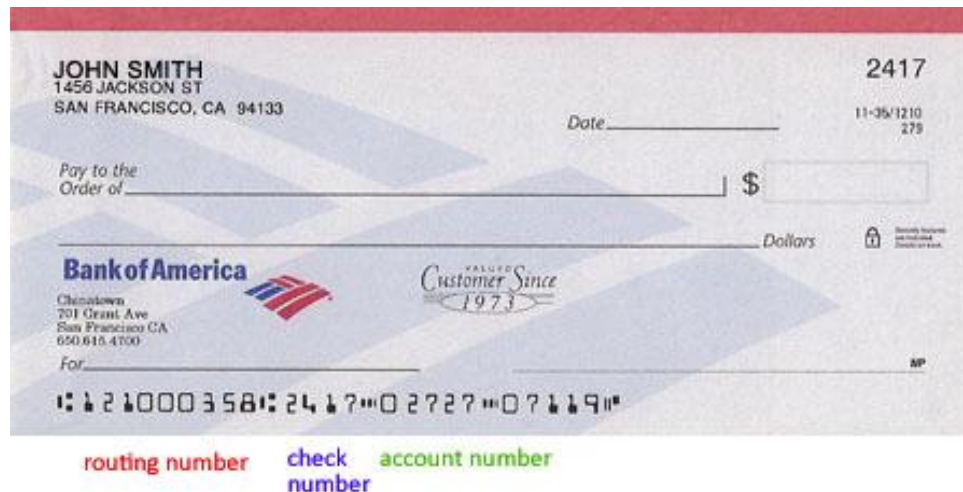 JOHN SMITH
1456 JACKSON ST
SAN FRANCISCO, CA 94133
2417
11-35/1210
279
Date
Pay to the
Order of
$
Dollars
Bank of America
VALUED
Customer Since
1973
Chinatown
701 Grant Ave
San Francisco CA
650.615.4700
For
MP
⑆121000358⑆2417⑈02727⑈07119⑈
routing number
check
number
account number